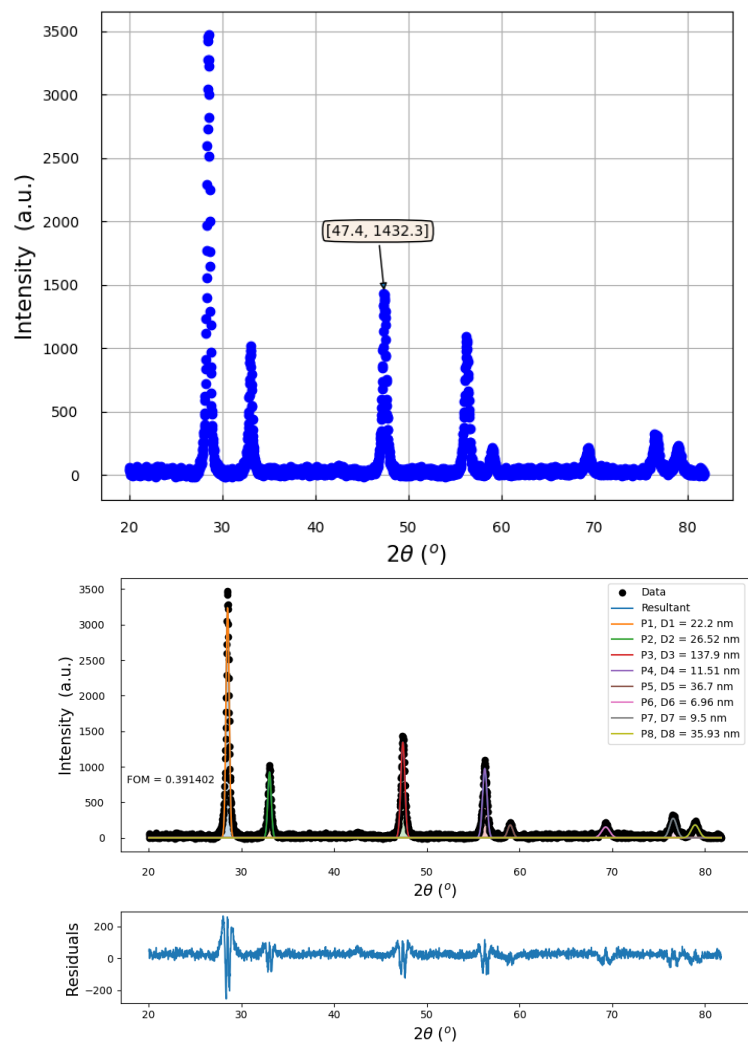 3500
3000
2500
2000
1500
1000
500
0
Intensity (a.u.)
[47.4, 1432.3]
20 30 40 50 60 70 80
2θ (°)
3500
3000
2500
2000
1500
1000
500
0
Intensity (a.u.)
FOM = 0.391402
Data
Resultant
P1, D1 = 22.2 nm
P2, D2 = 26.52 nm
P3, D3 = 137.9 nm
P4, D4 = 11.51 nm
P5, D5 = 36.7 nm
P6, D6 = 6.96 nm
P7, D7 = 9.5 nm
P8, D8 = 35.93 nm
20 30 40 50 60 70 80
2θ (°)
200
0
−200
Residuals
20 30 40 50 60 70 80
2θ (°)